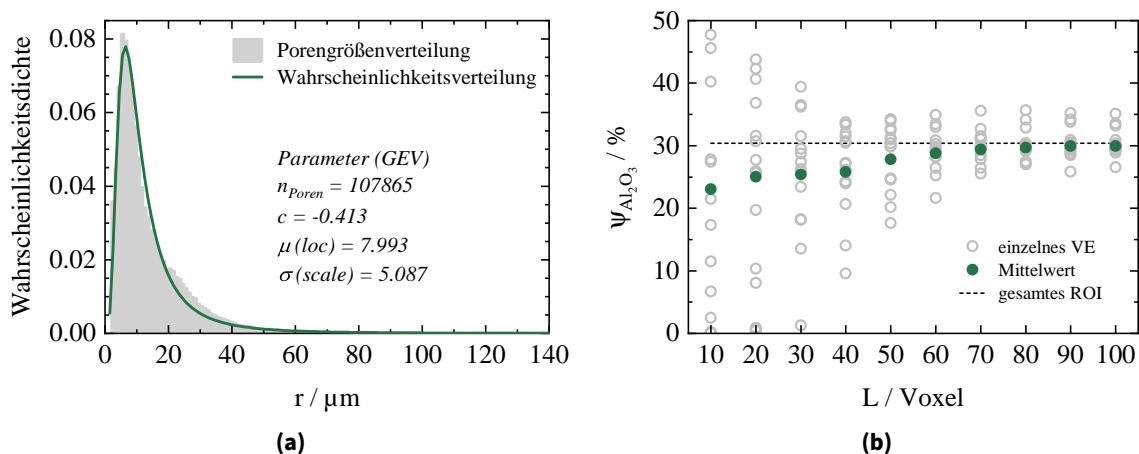 Wahrscheinlichkeitsdichte
0.08
0.06
0.04
0.02
0.00
Porengrößenverteilung
Wahrscheinlichkeitsverteilung
Parameter (GEV)
n_Poren = 107865
c = -0.413
μ (loc) = 7.993
σ (scale) = 5.087
0 20 40 60 80 100 120 140
r / µm
(a)
Ψ_Al₂O₃ / %
50
40
30
20
10
0
einzelnes VE
Mittelwert
gesamtes ROI
10 20 30 40 50 60 70 80 90 100
L / Voxel
(b)